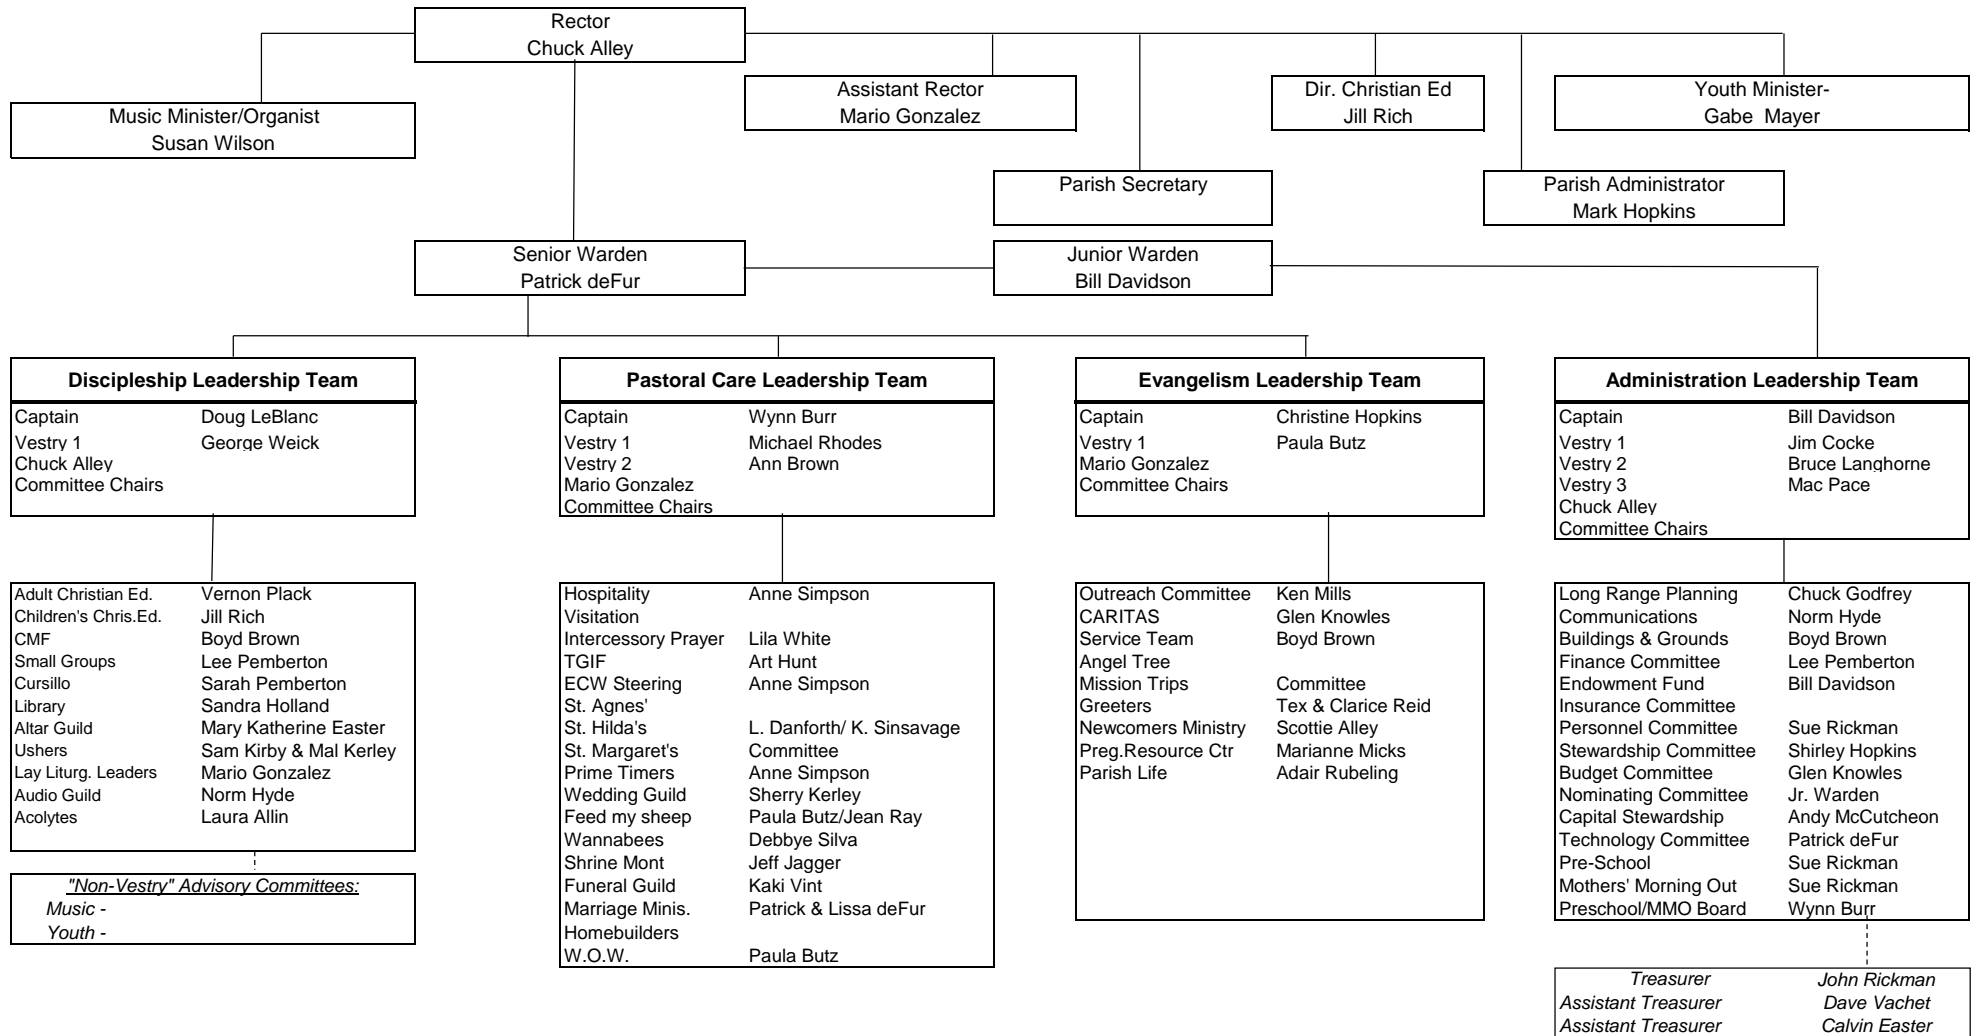 Rector
Chuck Alley
Assistant Rector
Mario Gonzalez
Dir. Christian Ed
Jill Rich
Youth Minister-
Gabe Mayer
Music Minister/Organist
Susan Wilson
Parish Secretary
Parish Administrator
Mark Hopkins
Senior Warden
Patrick deFur
Junior Warden
Bill Davidson
Discipleship Leadership Team
Captain Doug LeBlanc
Vestry 1 George Weick
Chuck Alley
Committee Chairs
Pastoral Care Leadership Team
Captain Wynn Burr
Vestry 1 Michael Rhodes
Vestry 2 Ann Brown
Mario Gonzalez
Committee Chairs
Evangelism Leadership Team
Captain Christine Hopkins
Vestry 1 Paula Butz
Mario Gonzalez
Committee Chairs
Administration Leadership Team
Captain Bill Davidson
Vestry 1 Jim Cocke
Vestry 2 Bruce Langhorne
Vestry 3 Mac Pace
Chuck Alley
Committee Chairs
Adult Christian Ed. Vernon Plack
Children's Chris.Ed. Jill Rich
CMF Boyd Brown
Small Groups Lee Pemberton
Cursillo Sarah Pemberton
Library Sandra Holland
Altar Guild Mary Katherine Easter
Ushers Sam Kirby & Mal Kerley
Lay Liturg. Leaders Mario Gonzalez
Audio Guild Norm Hyde
Acolytes Laura Allin
"Non-Vestry" Advisory Committees:
Music -
Youth -
Hospitality Anne Simpson
Visitation
Intercessory Prayer Lila White
TGIF Art Hunt
ECW Steering Anne Simpson
St. Agnes'
St. Hilda's L. Danforth/ K. Sinsavage
St. Margaret's Committee
Prime Timers Anne Simpson
Wedding Guild Sherry Kerley
Feed my sheep Paula Butz/Jean Ray
Wannabees Debbye Silva
Shrine Mont Jeff Jagger
Funeral Guild Kaki Vint
Marriage Minis. Patrick & Lissa deFur
Homebuilders
W.O.W. Paula Butz
Outreach Committee Ken Mills
CARITAS Glen Knowles
Service Team Boyd Brown
Angel Tree
Mission Trips Committee
Greeters Tex & Clarice Reid
Newcomers Ministry Scottie Alley
Preg.Resource Ctr Marianne Micks
Parish Life Adair Rubeling
Long Range Planning Chuck Godfrey
Communications Norm Hyde
Buildings & Grounds Boyd Brown
Finance Committee Lee Pemberton
Endowment Fund Bill Davidson
Insurance Committee
Personnel Committee Sue Rickman
Stewardship Committee Shirley Hopkins
Budget Committee Glen Knowles
Nominating Committee Jr. Warden
Capital Stewardship Andy McCutcheon
Technology Committee Patrick deFur
Pre-School Sue Rickman
Mothers' Morning Out Sue Rickman
Preschool/MMO Board Wynn Burr
Treasurer John Rickman
Assistant Treasurer Dave Vachet
Assistant Treasurer Calvin Easter